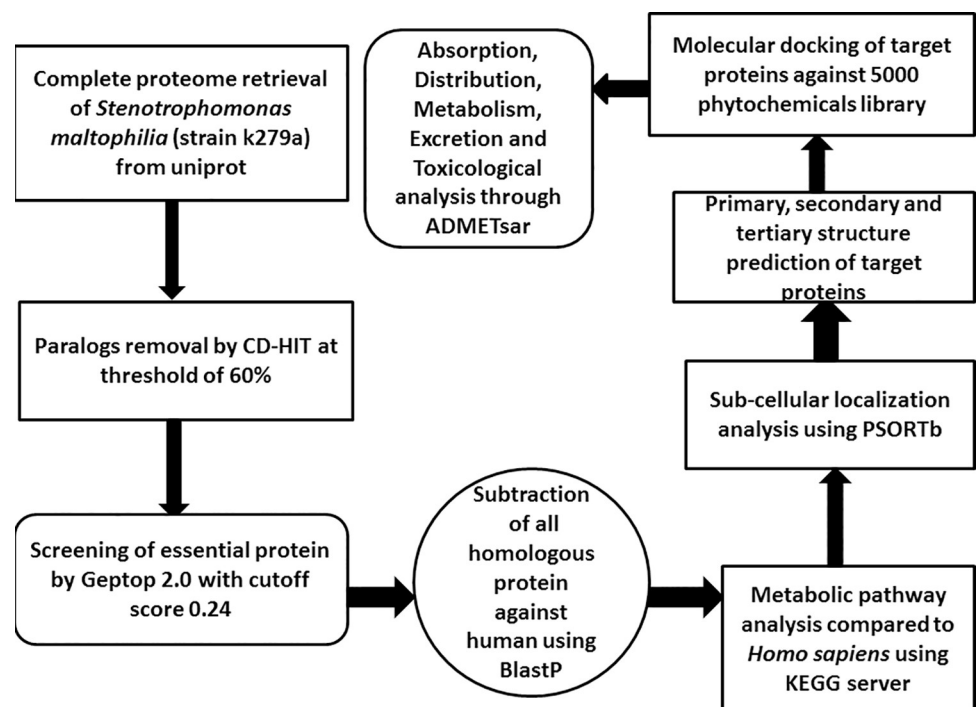 Complete proteome retrieval
of Stenotrophomonas
maltophilia (strain k279a)
from uniprot
Paralogs removal by CD-HIT at
threshold of 60%
Screening of essential protein
by Geptop 2.0 with cutoff
score 0.24
Subtraction
of all
homologous
protein
against
human using
BlastP
Metabolic pathway
analysis compared to
Homo sapiens using
KEGG server
Sub-cellular localization
analysis using PSORTb
Primary, secondary and
tertiary structure
prediction of target
proteins
Molecular docking of target
proteins against 5000
phytochemicals library
Absorption,
Distribution,
Metabolism,
Excretion and
Toxicological
analysis through
ADMETsar